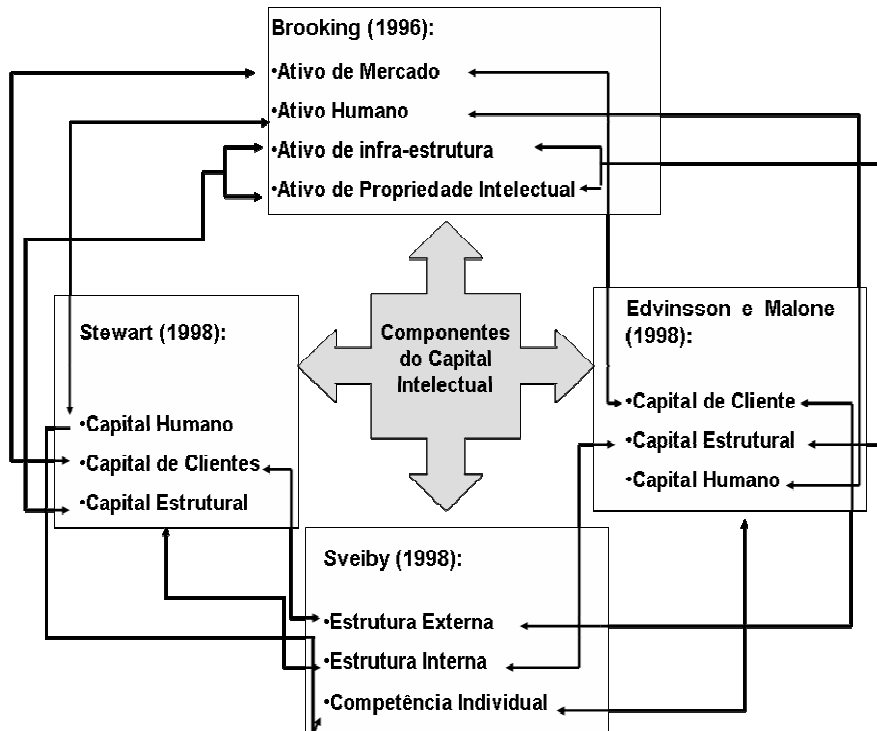 Brooking (1996):
•Ativo de Mercado
•Ativo Humano
•Ativo de infra-estrutura
•Ativo de Propriedade Intelectual
Stewart (1998):
•Capital Humano
•Capital de Clientes
•Capital Estrutural
Componentes
do Capital
Intelectual
Edvinsson e Malone
(1998):
•Capital de Cliente
•Capital Estrutural
•Capital Humano
Sveiby (1998):
•Estrutura Externa
•Estrutura Interna
•Competência Individual